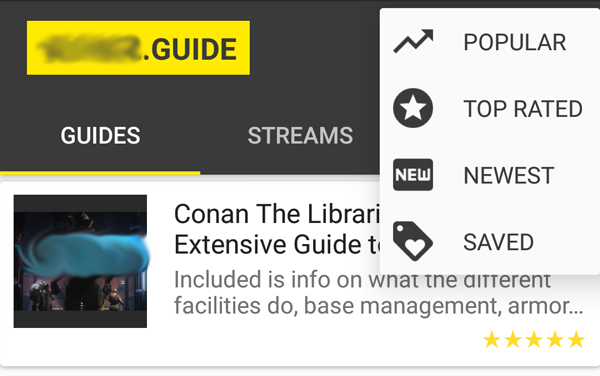 .GUIDE
GUIDES
STREAMS
POPULAR
TOP RATED
NEW NEWEST
SAVED
Conan The
Extensive Guide
Included is info on what the different
facilities do, base management, armor...